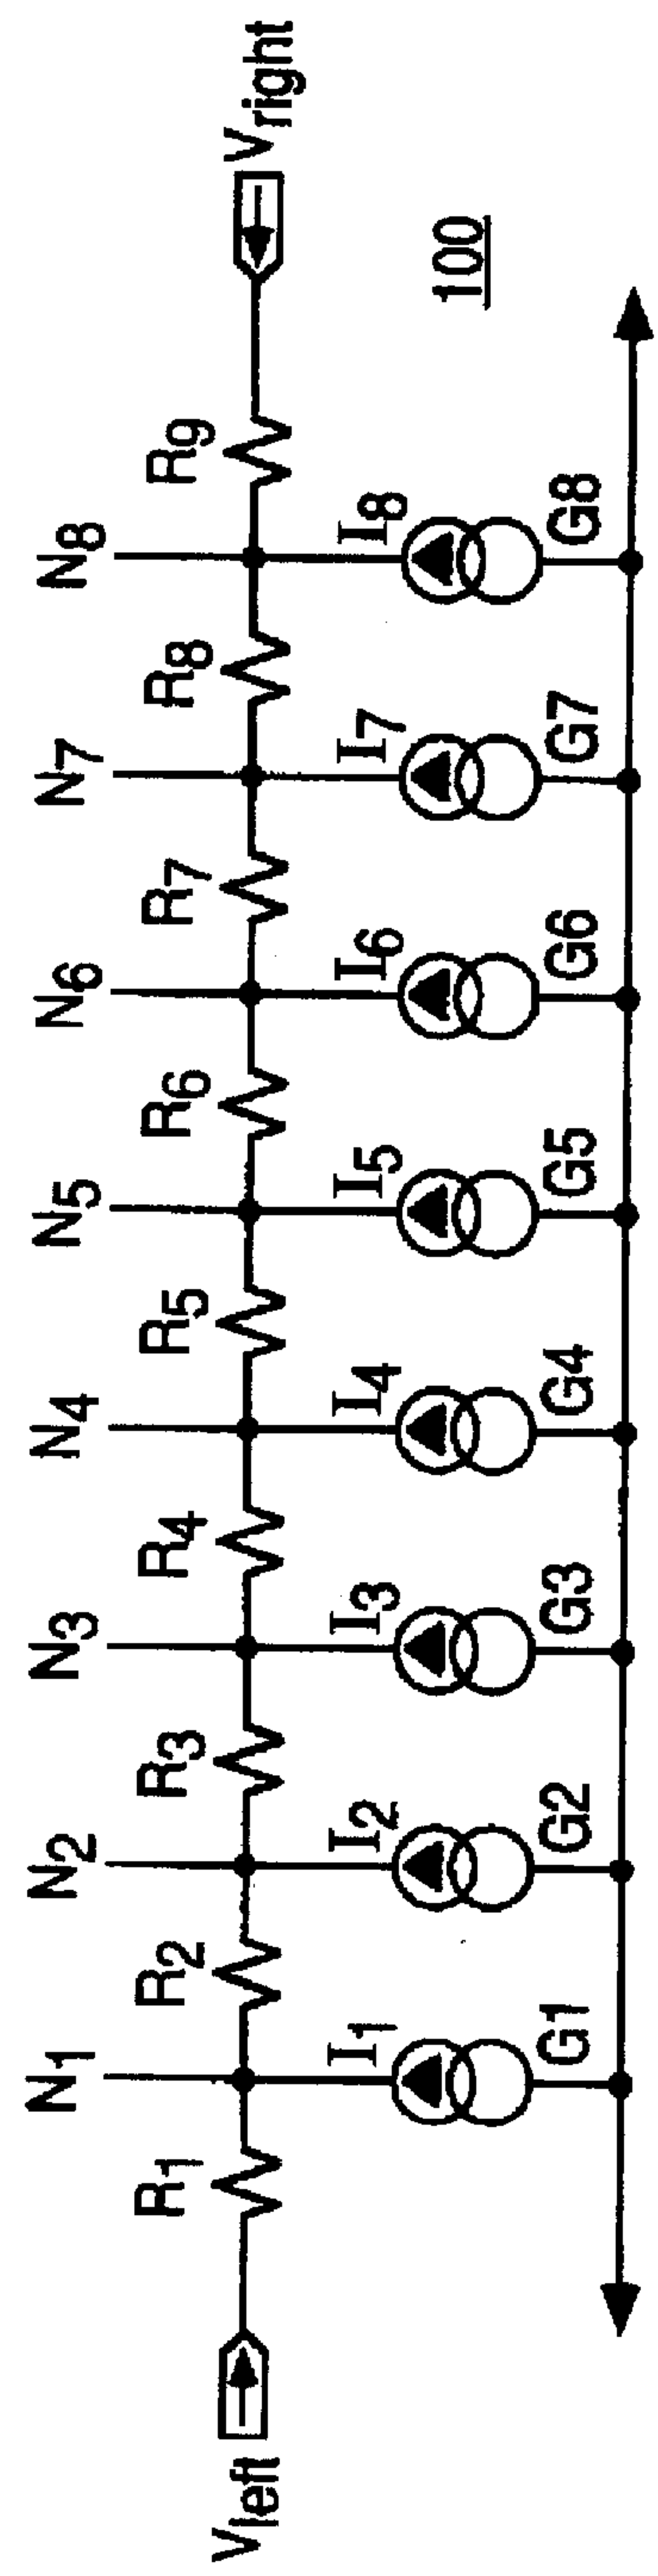 N₁ N₂ N₃ N₄ N₅ N₆ N₇ N₈
R₁ R₂ R₃ R₄ R₅ R₆ R₇ R₈ R₉
Vleft Vright
I₁ I₂ I₃ I₄ I₅ I₆ I₇ I₈
100
G1 G2 G3 G4 G5 G6 G7 G8